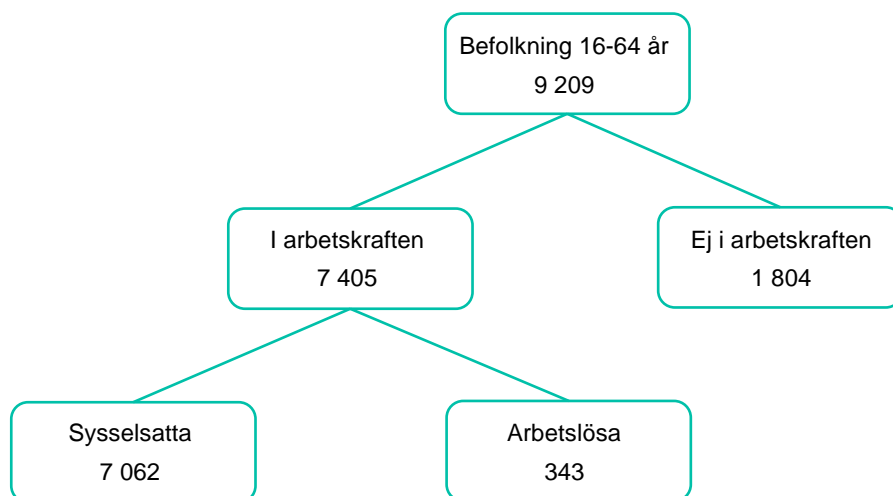 Befolkning 16-64 år
9 209
I arbetskraften
7 405
Ej i arbetskraften
1 804
Sysselsatta
7 062
Arbetslösa
343